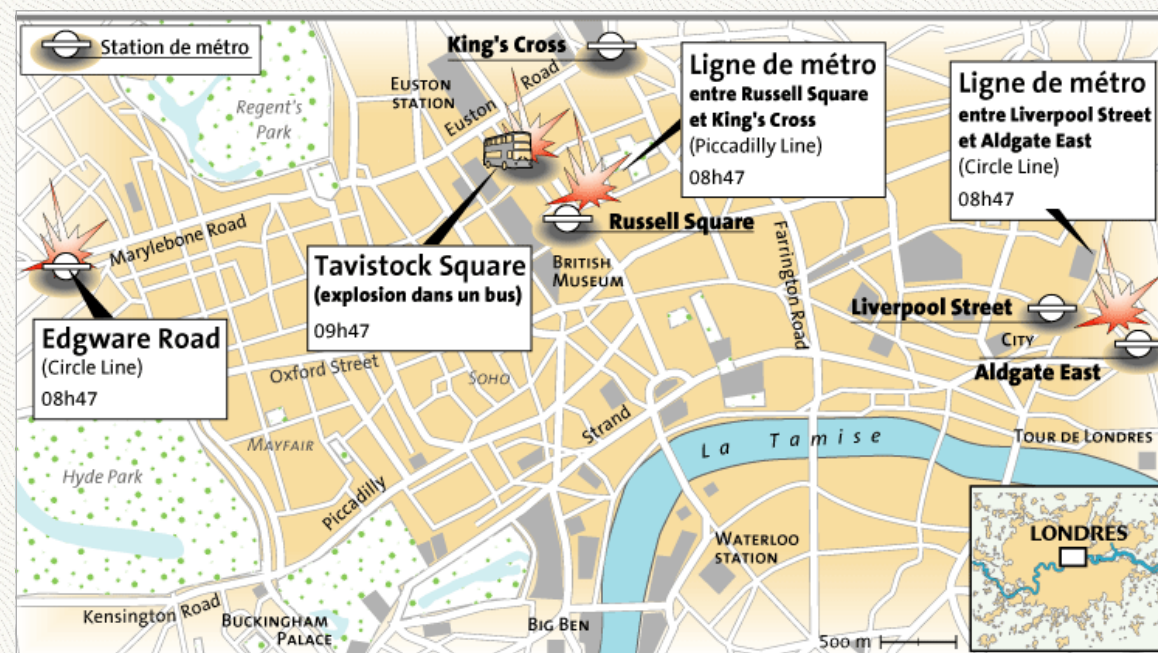 Station de métro
King's Cross
EUSTON
STATION
Euston Road
Regent's
Park
Ligne de métro
entre Russell Square
et King's Cross
(Piccadilly Line)
08h47
Ligne de métro
entre Liverpool Street
et Aldgate East
(Circle Line)
08h47
Marylebone Road
Russell Square
Tavistock Square
(explosion dans un bus)
09h47
BRITISH
MUSEUM
Farrington Road
Edgware Road
(Circle Line)
08h47
Liverpool Street
CITY
Aldgate East
Oxford Street
SOHO
MAYFAIR
Strand
La Tamise
TOUR DE LONDRES
Hyde Park
Piccadilly
WATERLOO
STATION
LONDRES
Kensington Road
BUCKINGHAM
PALACE
BIG BEN
500 m